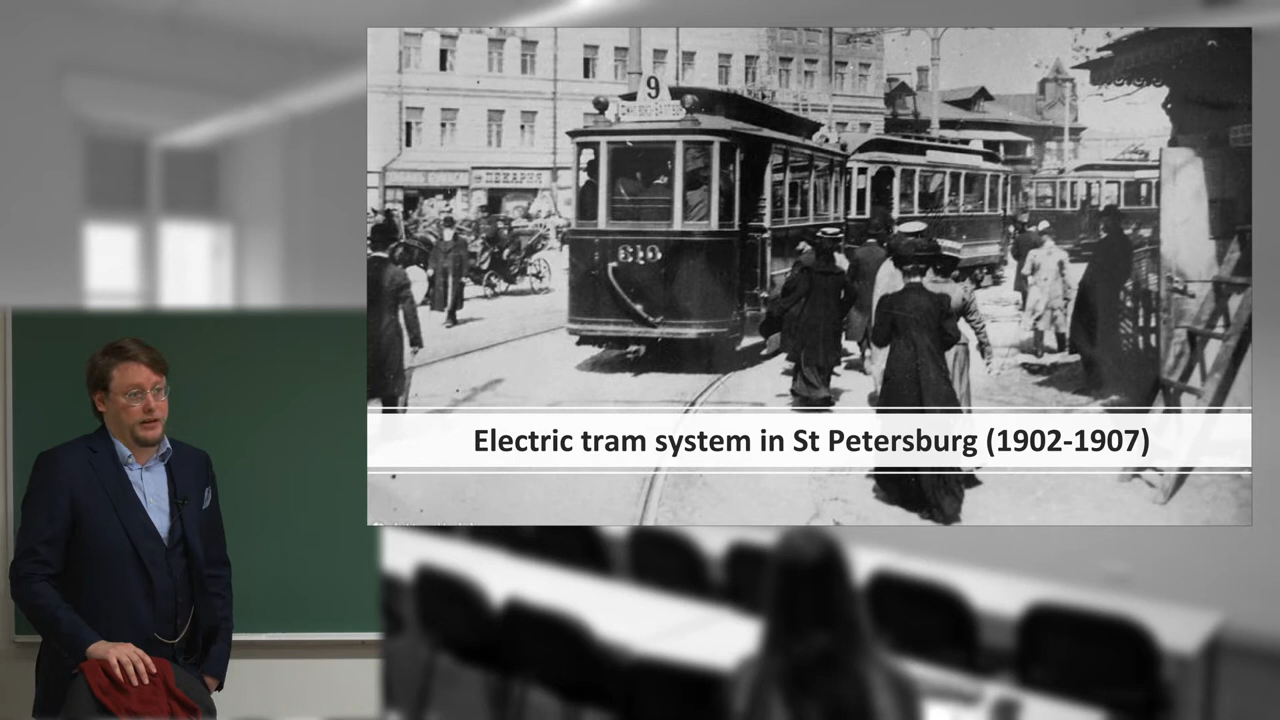 9
ПЕКАРНЯ
610
Electric tram system in St Petersburg (1902-1907)